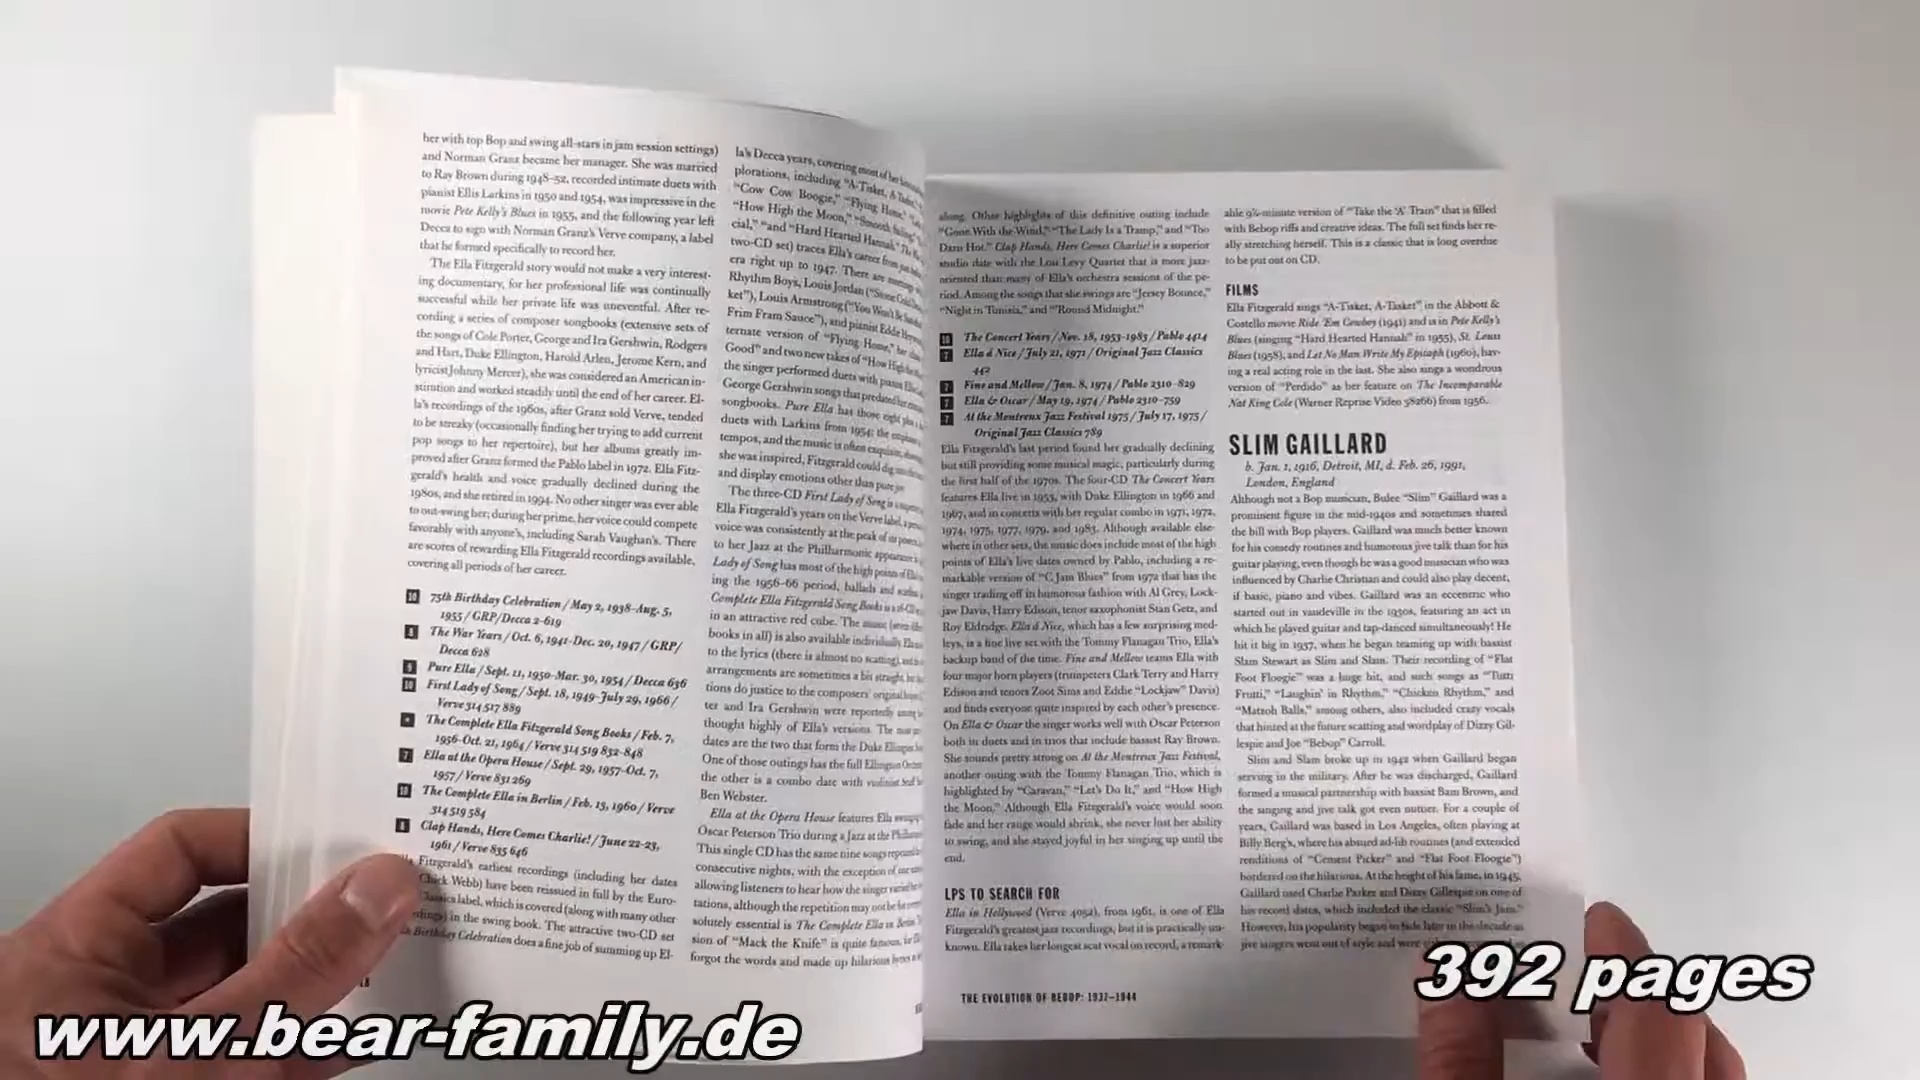 her with top Bop and swing all-stars in jam session settings)
and Norman Granz became her manager. She was married
to Ray Brown during 1948–52, recorded intimate duets with
pianist Ellis Larkins in 1950 and 1954, was impressive in the
movie Pete Kelly's Blues in 1955, and the following year left
Decca to sign with Norman Granz's Verve company, a label
that he formed specifically to record her.
The Ella Fitzgerald story would not make a very interest-
ing documentary, for her professional life was continually
successful while her private life was uneventful. After re-
cording a series of composer songbooks (extensive sets of
the songs of Cole Porter, George and Ira Gershwin, Rodgers
and Hart, Duke Ellington, Harold Arlen, Jerome Kern, and
lyricist Johnny Mercer), she was considered an American in-
stitution and worked steadily until the end of her career. El-
la's recordings of the 1960s, after Granz sold Verve, tended
to be streaky (occasionally finding her trying to add current
pop songs to her repertoire), but her albums greatly im-
proved after Granz formed the Pablo label in 1972. Ella Fitz-
gerald's health and voice gradually declined during the
1980s, and she retired in 1994. No other singer was ever able
to out-swing her; during her prime, her voice could compete
favorably with anyone's, including Sarah Vaughan's. There
are scores of rewarding Ella Fitzgerald recordings available,
covering all periods of her career.
10 75th Birthday Celebration / May 2, 1938–Aug. 5,
1955 / GRP/Decca 2-619
8 The War Years / Oct. 6, 1941–Dec. 20, 1947 / GRP/
Decca 628
9 Pure Ella / Sept. 11, 1950–Mar. 30, 1954 / Decca 636
10 First Lady of Song / Sept. 18, 1949–July 29, 1966 /
Verve 314 517 889
The Complete Ella Fitzgerald Song Books / Feb. 7,
1956–Oct. 21, 1964 / Verve 314 519 832–848
7 Ella at the Opera House / Sept. 29, 1957–Oct. 7,
1957 / Verve 831 269
10 The Complete Ella in Berlin / Feb. 13, 1960 / Verve
314 519 584
8 Clap Hands, Here Comes Charlie! / June 22–23,
1961 / Verve 835 646
Fitzgerald's earliest recordings (including her dates
Chick Webb) have been reissued in full by the Euro-
label, which is covered (along with many other
in the swing book. The attractive two-CD set
Birthday Celebration does a fine job of summing up El-
la's Decca years, covering most of her
plorations, including "A-Tisket, A-
"Cow Cow Boogie," "Flying Home,"
"How High the Moon," "Smooth Sailing,"
cial," "and "Hard Hearted Hannah." The
two-CD set) traces Ella's career from
era right up to 1947. There are meetings
Rhythm Boys, Louis Jordan ("Stone Cold
ket"), Louis Armstrong ("You Won't Be
Frim Fram Sauce"), and pianist Eddie
ternate version of "Flying Home," her
Good" and two new takes of "How High the
the singer performed duets with pianist
George Gershwin songs that predated her
songbooks. Pure Ella has those eight
duets with Larkins from 1954; the emphasis
tempos, and the music is often exquisite,
she was inspired, Fitzgerald could dig
and display emotions other than pure joy.
The three-CD First Lady of Song is a
Ella Fitzgerald's years on the Verve label, a
voice was consistently at the peak of its powers.
to her Jazz at the Philharmonic appearances
Lady of Song has most of the high points of
ing the 1956–66 period, ballads and
Complete Ella Fitzgerald Song Books is a 16-CD
in an attractive red cube. The music
books in all) is also available individually.
to the lyrics (there is almost no scatting), and
arrangements are sometimes a bit straight, he
tions do justice to the composers' original
ter and Ira Gershwin were reportedly among
thought highly of Ella's versions. The most
dates are the two that form the Duke Ellington
One of those outings has the full Ellington
the other is a combo date with violinist Stuff
Ben Webster.
Ella at the Opera House features Ella
Oscar Peterson Trio during a Jazz at the
This single CD has the same nine songs repeated
consecutive nights, with the exception of one
allowing listeners to hear how the singer varied
tations, although the repetition may not be for
solutely essential is The Complete Ella in Berlin.
sion of "Mack the Knife" is quite famous, for
forgot the words and made up hilarious lyrics
along. Other highlights of this definitive outing include
"Gone With the Wind," "The Lady Is a Tramp," and "Too
Darn Hot." Clap Hands, Here Comes Charlie! is a superior
studio date with the Lou Levy Quartet that is more jazz-
oriented than many of Ella's orchestra sessions of the pe-
riod. Among the songs that she swings are "Jersey Bounce,"
"Night in Tunisia," and "'Round Midnight."
10 The Concert Years / Nov. 18, 1953–1983 / Pablo 4414
7 Ella à Nice / July 21, 1971 / Original Jazz Classics
442
7 Fine and Mellow / Jan. 8, 1974 / Pablo 2310–829
7 Ella & Oscar / May 19, 1974 / Pablo 2310–759
7 At the Montreux Jazz Festival 1975 / July 17, 1975 /
Original Jazz Classics 789
Ella Fitzgerald's last period found her gradually declining
but still providing some musical magic, particularly during
the first half of the 1970s. The four-CD The Concert Years
features Ella live in 1953, with Duke Ellington in 1966 and
1967, and in concerts with her regular combo in 1971, 1972,
1974, 1975, 1977, 1979, and 1983. Although available else-
where in other sets, the music does include most of the high
points of Ella's live dates owned by Pablo, including a re-
markable version of "C Jam Blues" from 1972 that has the
singer trading off in humorous fashion with Al Grey, Lock-
jaw Davis, Harry Edison, tenor saxophonist Stan Getz, and
Roy Eldridge. Ella à Nice, which has a few surprising med-
leys, is a fine live set with the Tommy Flanagan Trio, Ella's
backup band of the time. Fine and Mellow teams Ella with
four major horn players (trumpeters Clark Terry and Harry
Edison and tenors Zoot Sims and Eddie "Lockjaw" Davis)
and finds everyone quite inspired by each other's presence.
On Ella & Oscar the singer works well with Oscar Peterson
both in duets and in trios that include bassist Ray Brown.
She sounds pretty strong on At the Montreux Jazz Festival,
another outing with the Tommy Flanagan Trio, which is
highlighted by "Caravan," "Let's Do It," and "How High
the Moon." Although Ella Fitzgerald's voice would soon
fade and her range would shrink, she never lost her ability
to swing, and she stayed joyful in her singing up until the
end.
LPS TO SEARCH FOR
Ella in Hollywood (Verve 4052), from 1961, is one of Ella
Fitzgerald's greatest jazz recordings, but it is practically un-
known. Ella takes her longest scat vocal on record, a remark-
able 9¼-minute version of "Take the 'A' Train" that is filled
with Bebop riffs and creative ideas. The full set finds her re-
ally stretching herself. This is a classic that is long overdue
to be put out on CD.
FILMS
Ella Fitzgerald sings "A-Tisket, A-Tasket" in the Abbott &
Costello movie Ride 'Em Cowboy (1941) and is in Pete Kelly's
Blues (singing "Hard Hearted Hannah" in 1955), St. Louis
Blues (1958), and Let No Man Write My Epitaph (1960), hav-
ing a real acting role in the last. She also sings a wondrous
version of "Perdido" as her feature on The Incomparable
Nat King Cole (Warner Reprise Video 38266) from 1956.
SLIM GAILLARD
b. Jan. 1, 1916, Detroit, MI, d. Feb. 26, 1991,
London, England
Although not a Bop musician, Bulee "Slim" Gaillard was a
prominent figure in the mid-1940s and sometimes shared
the bill with Bop players. Gaillard was much better known
for his comedy routines and humorous jive talk than for his
guitar playing, even though he was a good musician who was
influenced by Charlie Christian and could also play decent,
if basic, piano and vibes. Gaillard was an eccentric who
started out in vaudeville in the 1930s, featuring an act in
which he played guitar and tap-danced simultaneously! He
hit it big in 1937, when he began teaming up with bassist
Slam Stewart as Slim and Slam. Their recording of "Flat
Foot Floogie" was a huge hit, and such songs as "Tutti
Frutti," "Laughin' in Rhythm," "Chicken Rhythm," and
"Matzoh Balls," among others, also included crazy vocals
that hinted at the future scatting and wordplay of Dizzy Gil-
lespie and Joe "Bebop" Carroll.
Slim and Slam broke up in 1942 when Gaillard began
serving in the military. After he was discharged, Gaillard
formed a musical partnership with bassist Bam Brown, and
the singing and jive talk got even nuttier. For a couple of
years, Gaillard was based in Los Angeles, often playing at
Billy Berg's, where his absurd ad-lib routines (and extended
renditions of "Cement Picker" and "Flat Foot Floogie")
bordered on the hilarious. At the height of his fame, in 1945,
Gaillard used Charlie Parker and Dizzy Gillespie on one of
his record dates, which included the classic "Slim's Jam."
However, his popularity began to fade later in the decade as
jive singers went out of style and were
THE EVOLUTION OF BEBOP: 1937–1944
392 pages
www.bear-family.de